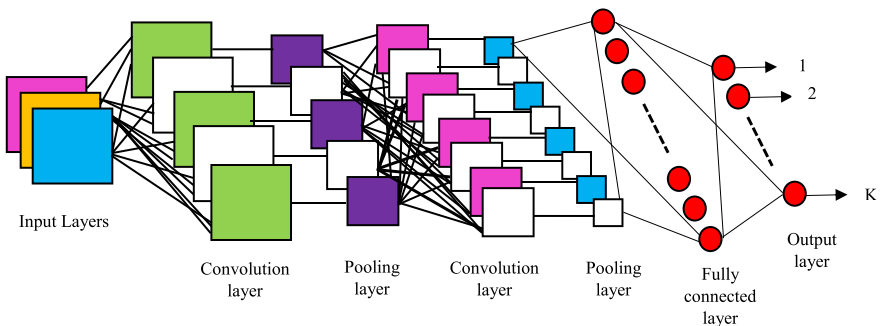 1
2
K
Input Layers
Convolution
layer
Pooling
layer
Convolution
layer
Pooling
layer
Fully
connected
layer
Output
layer